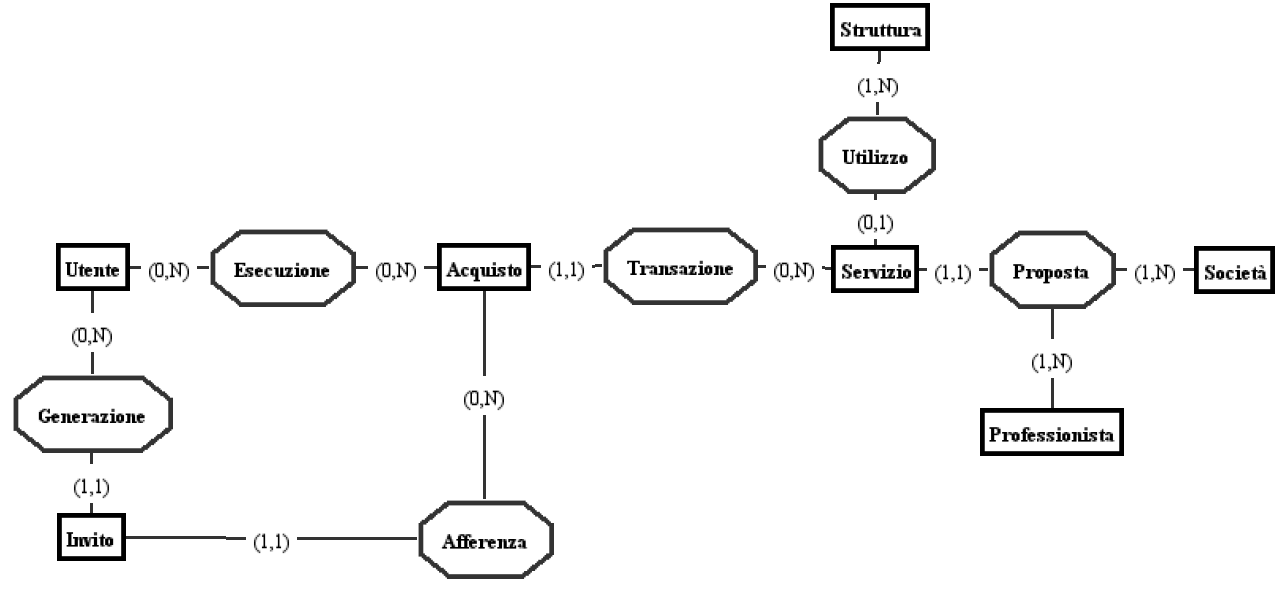 Struttura
(1,N)
Utilizzo
(0,1)
Utente (0,N) Esecuzione (0,N) Acquisto (1,1) Transazione (0,N) Servizio (1,1) Proposta (1,N) Società
(0,N)
(1,N)
(0,N)
Generazione
Professionista
(1,1)
Invito (1,1) Afferenza